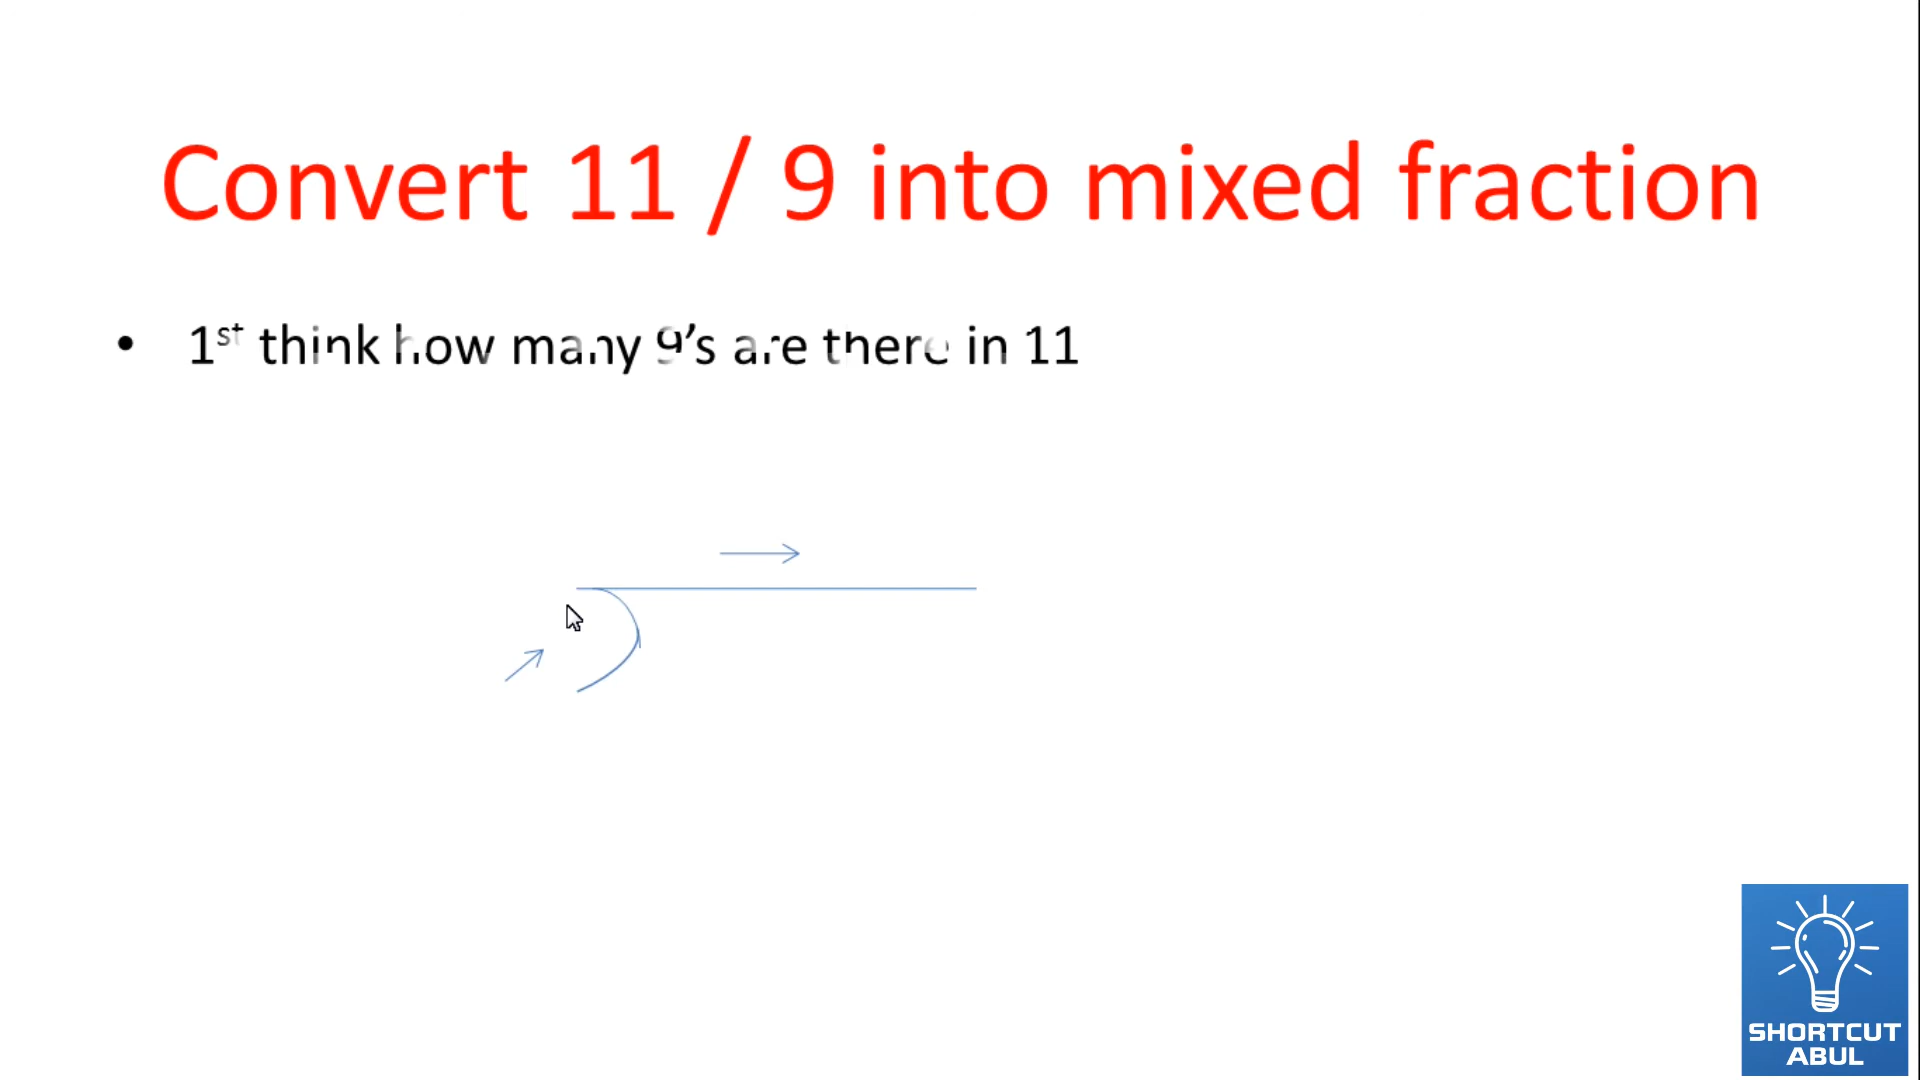 Convert 11 / 9 into mixed fraction
• 1st think how many 9’s are there in 11
SHORTCUT
ABUL